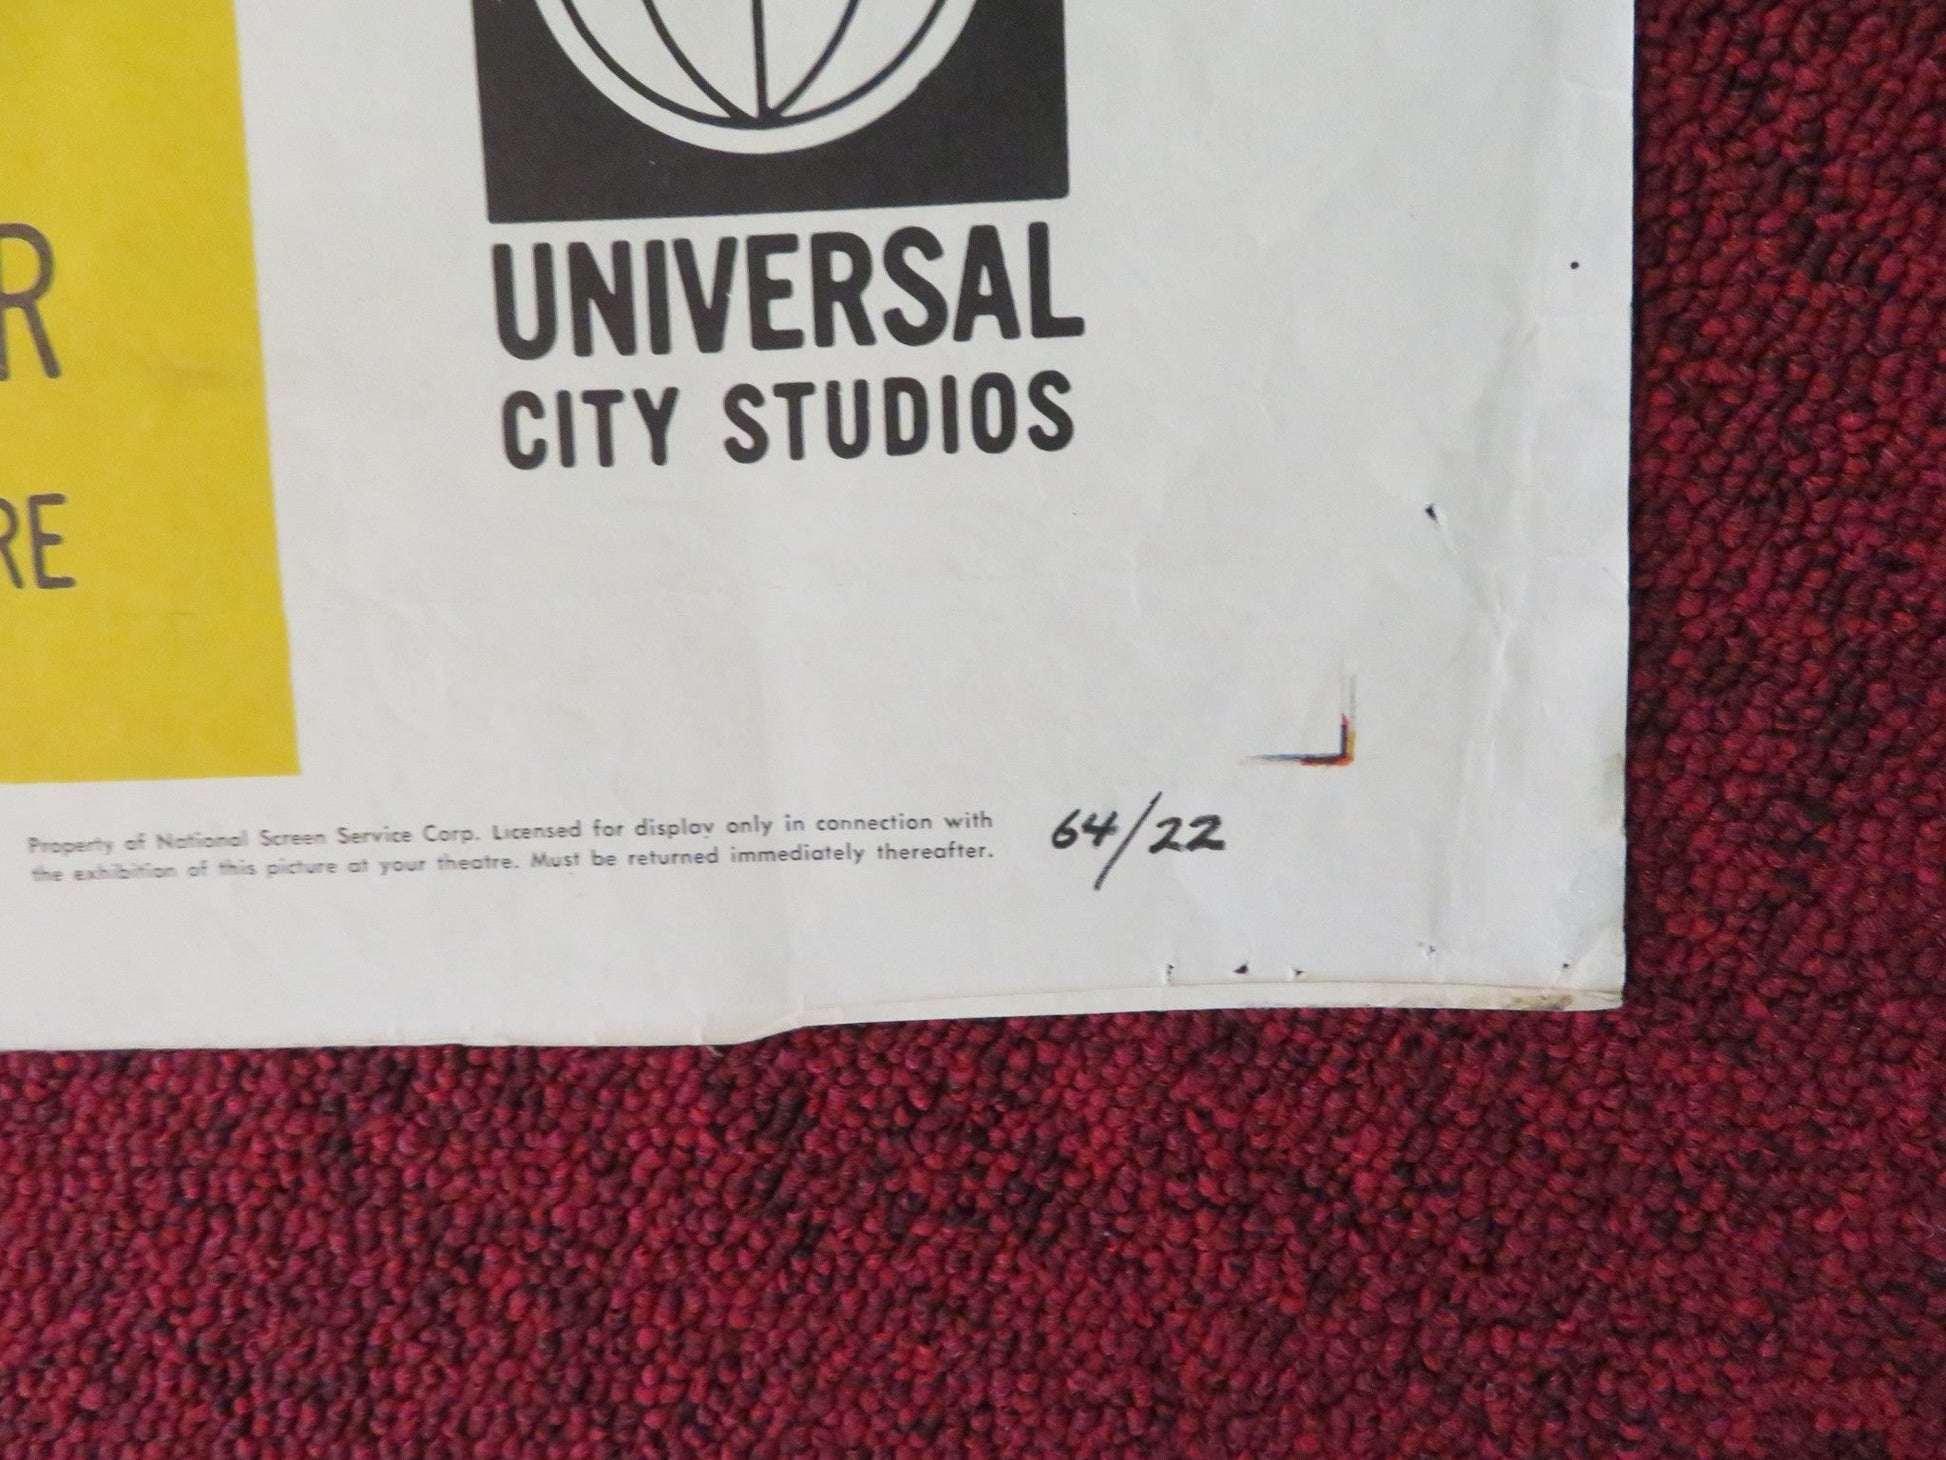 R
RE
UNIVERSAL
CITY STUDIOS
Property of National Screen Service Corp. Licensed for display only in connection with
the exhibition of this picture at your theatre. Must be returned immediately thereafter.
64/22